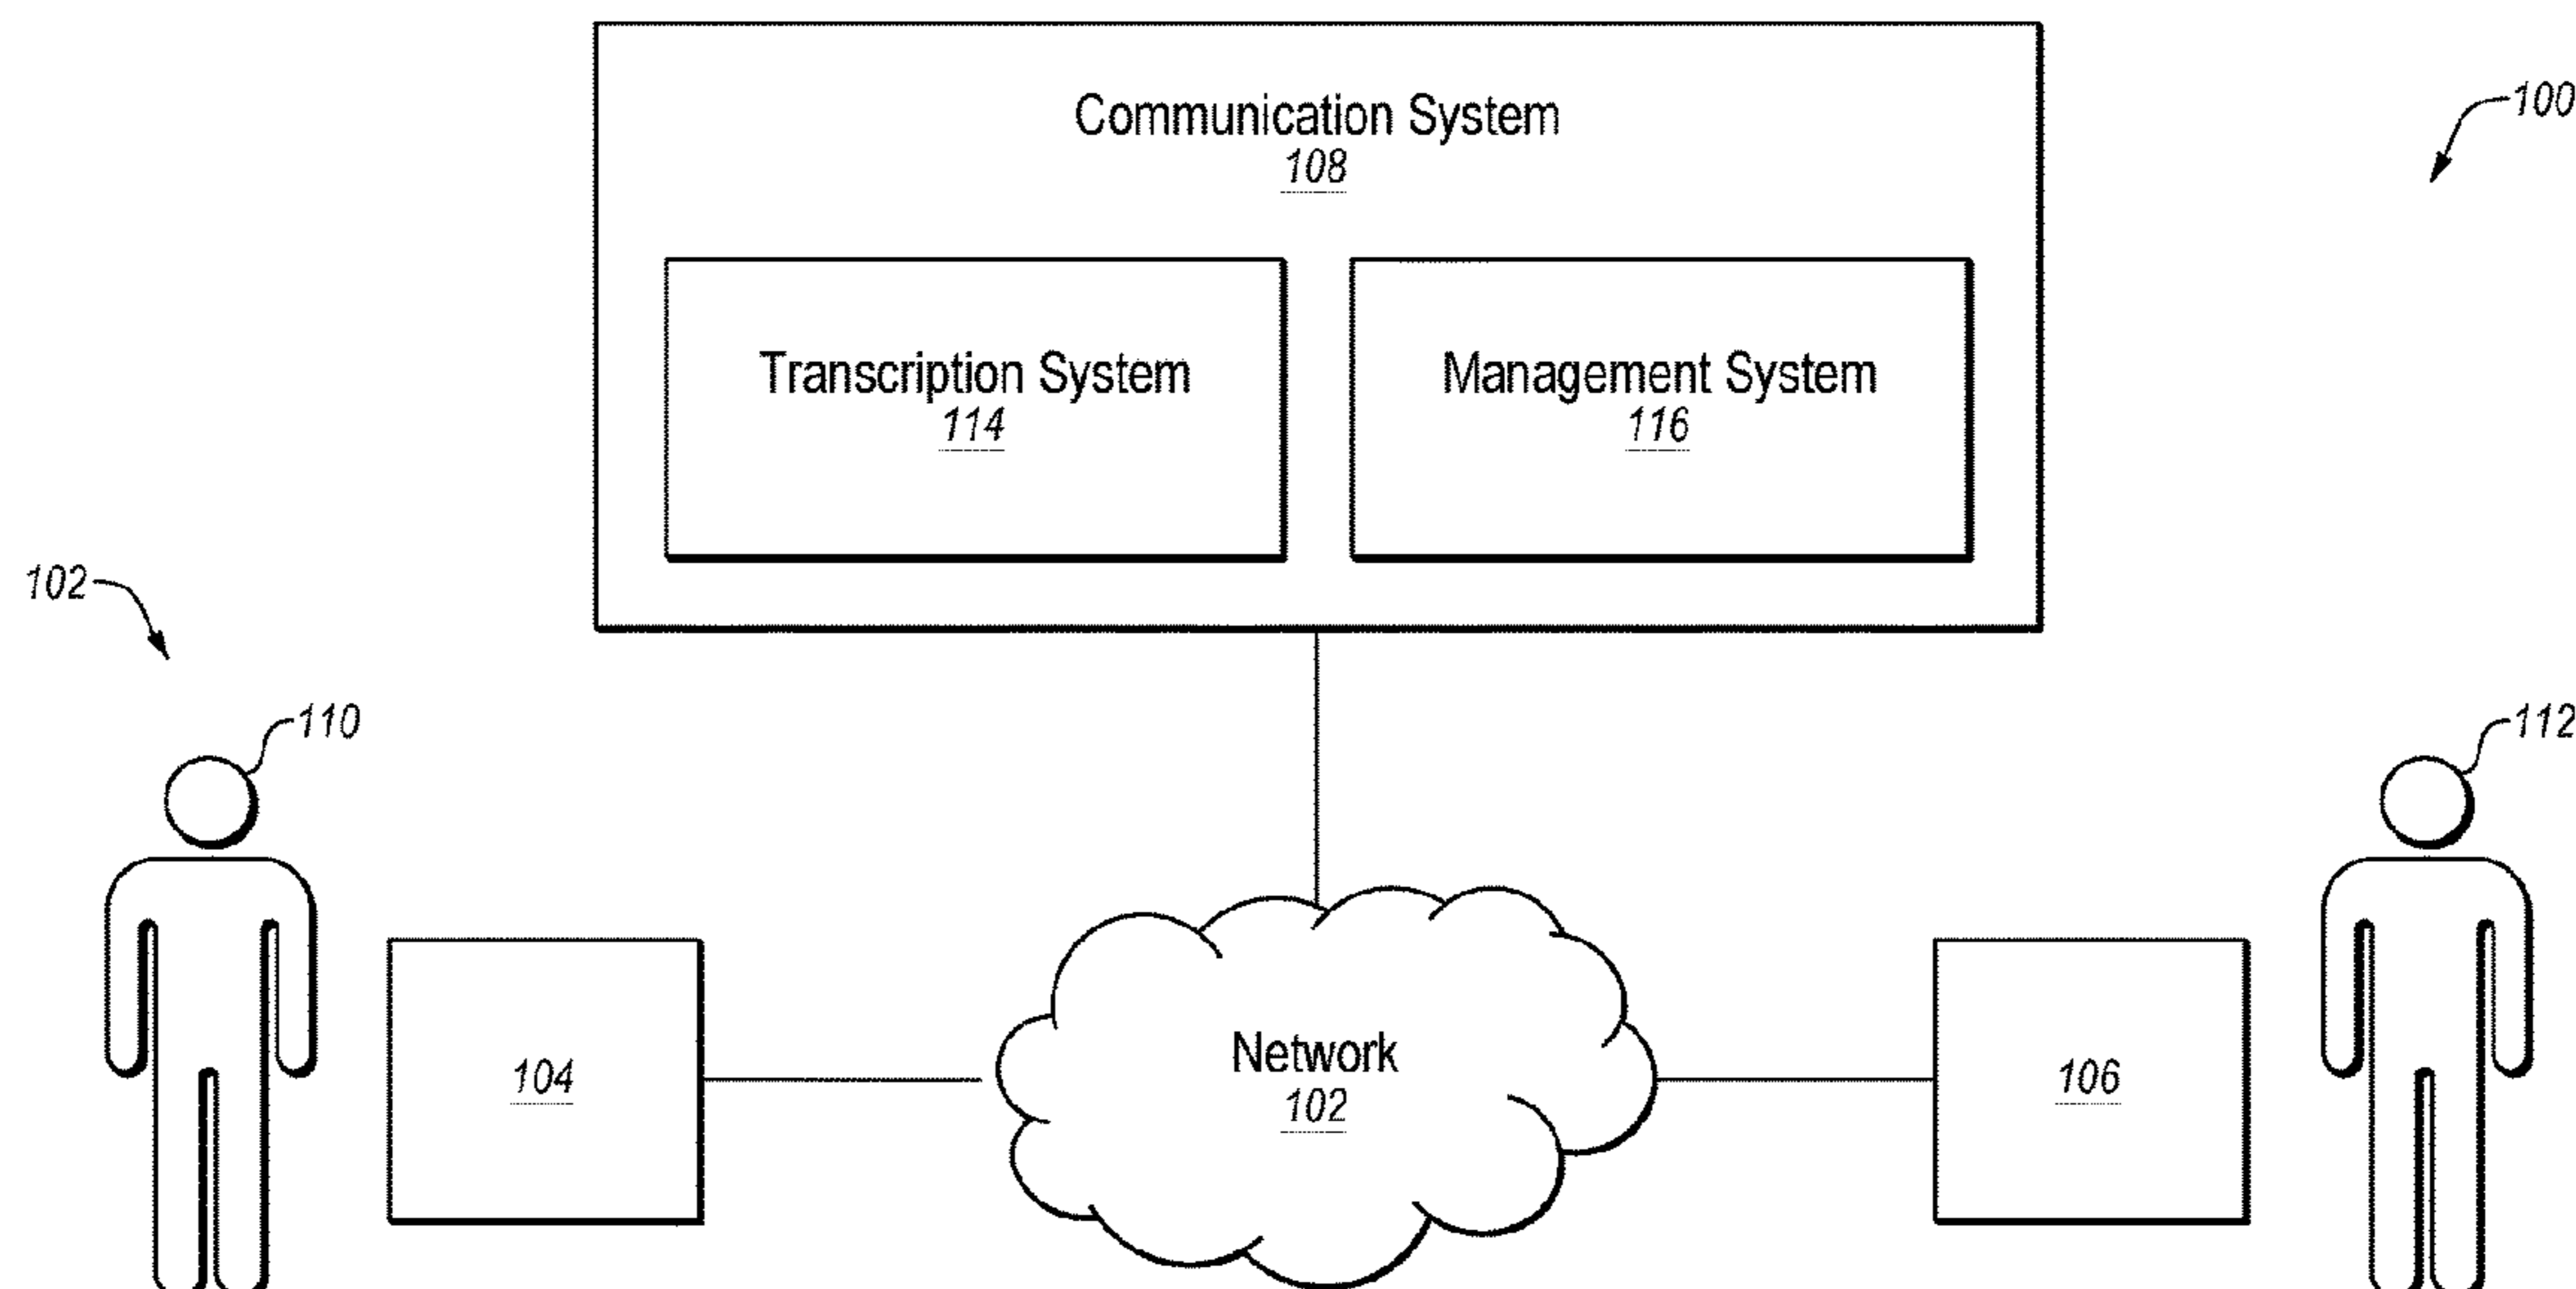 Communication System
108
100
Transcription System
114
Management System
116
102
110
112
104
Network
102
106